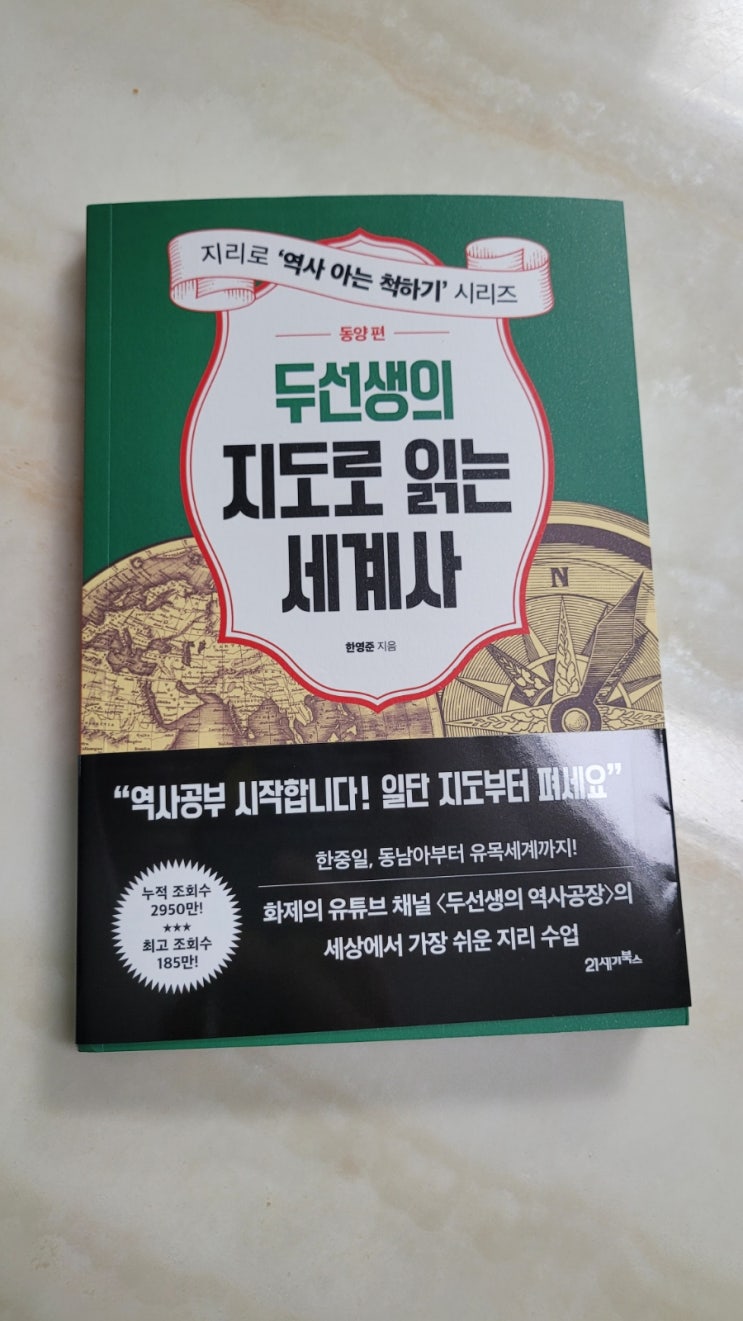 지리로 '역사 아는 척하기' 시리즈
동양 편
두선생의
지도로 읽는
세계사
한영준 지음
N
"역사공부 시작합니다! 일단 지도부터 펴세요"
한중일, 동남아부터 유목세계까지!
누적 조회수
2950만!
★★★
최고 조회수
185만!
화제의 유튜브 채널 〈두선생의 역사공장〉의
세상에서 가장 쉬운 지리 수업
21세기북스